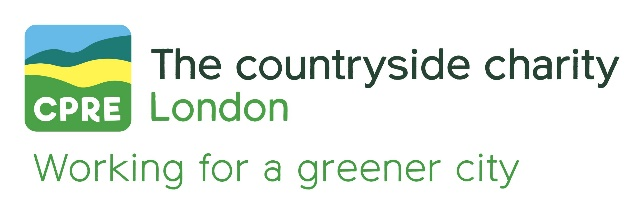 The countryside charity
CPRE London
Working for a greener city